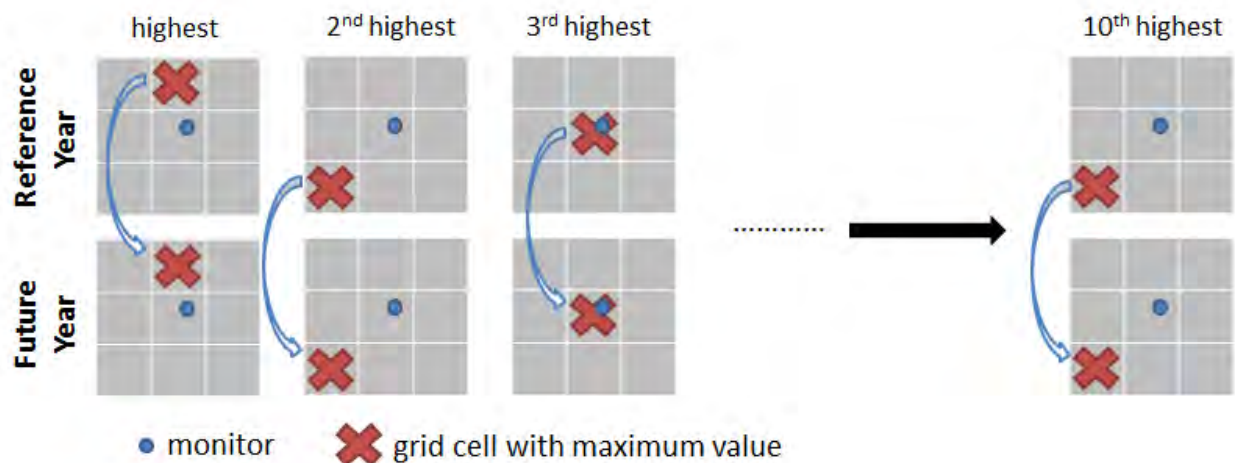 highest
2nd highest
3rd highest
10th highest
Reference
Year
Future
Year
............
monitor
grid cell with maximum value